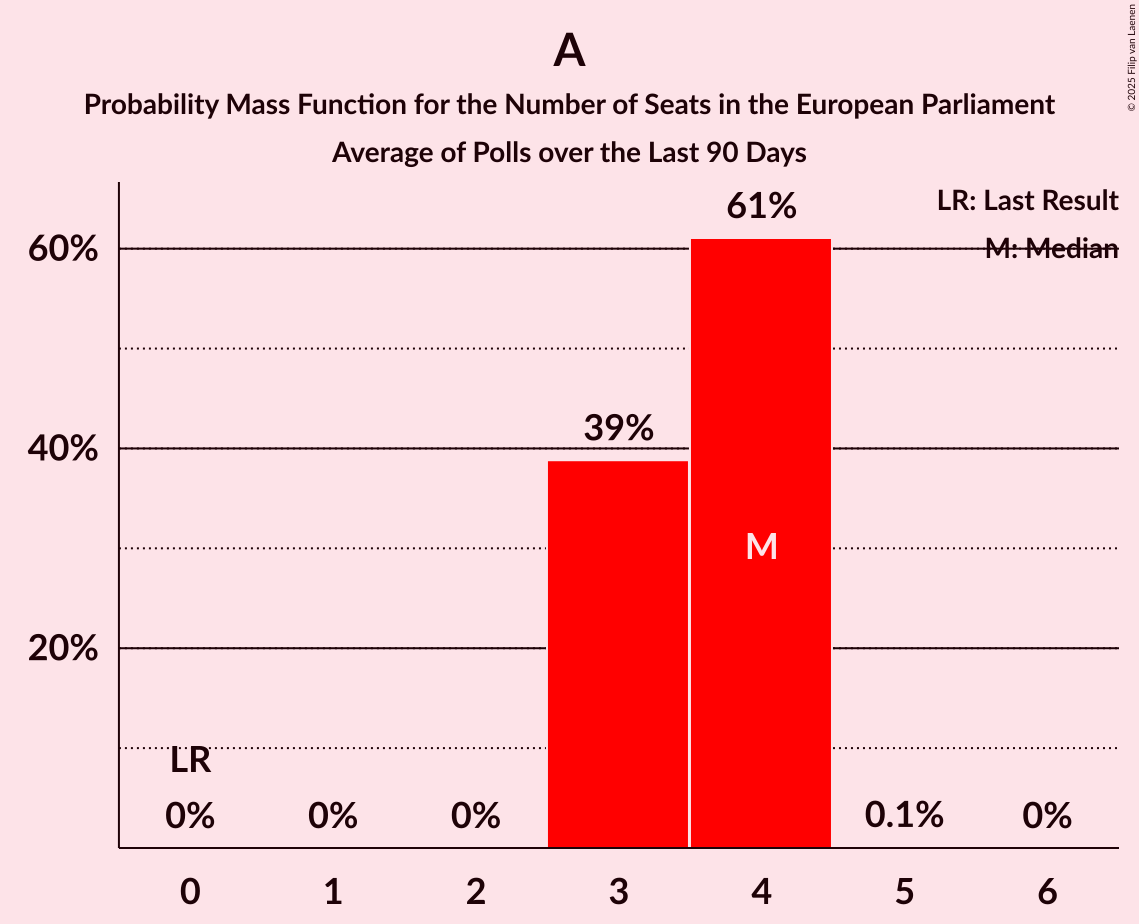 A
Probability Mass Function for the Number of Seats in the European Parliament
Average of Polls over the Last 90 Days
© 2025 Filip van Laenen
LR: Last Result
M: Median
60%
40%
20%
61%
39%
M
LR
0%
0%
0%
0.1%
0%
0 1 2 3 4 5 6